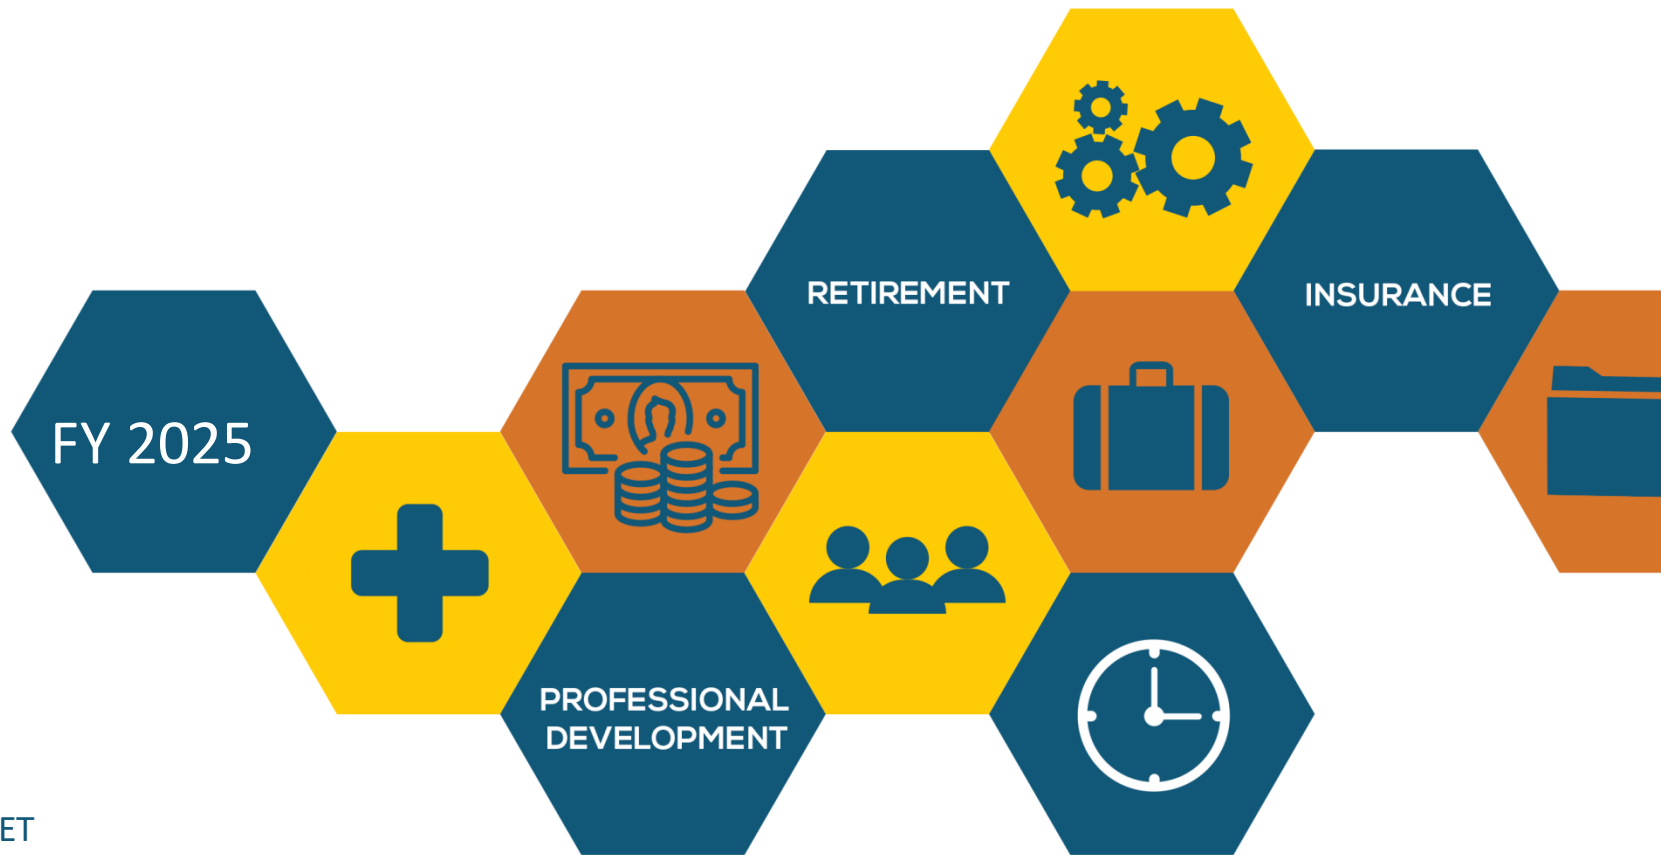 RETIREMENT
INSURANCE
FY 2025
PROFESSIONAL
DEVELOPMENT
ET